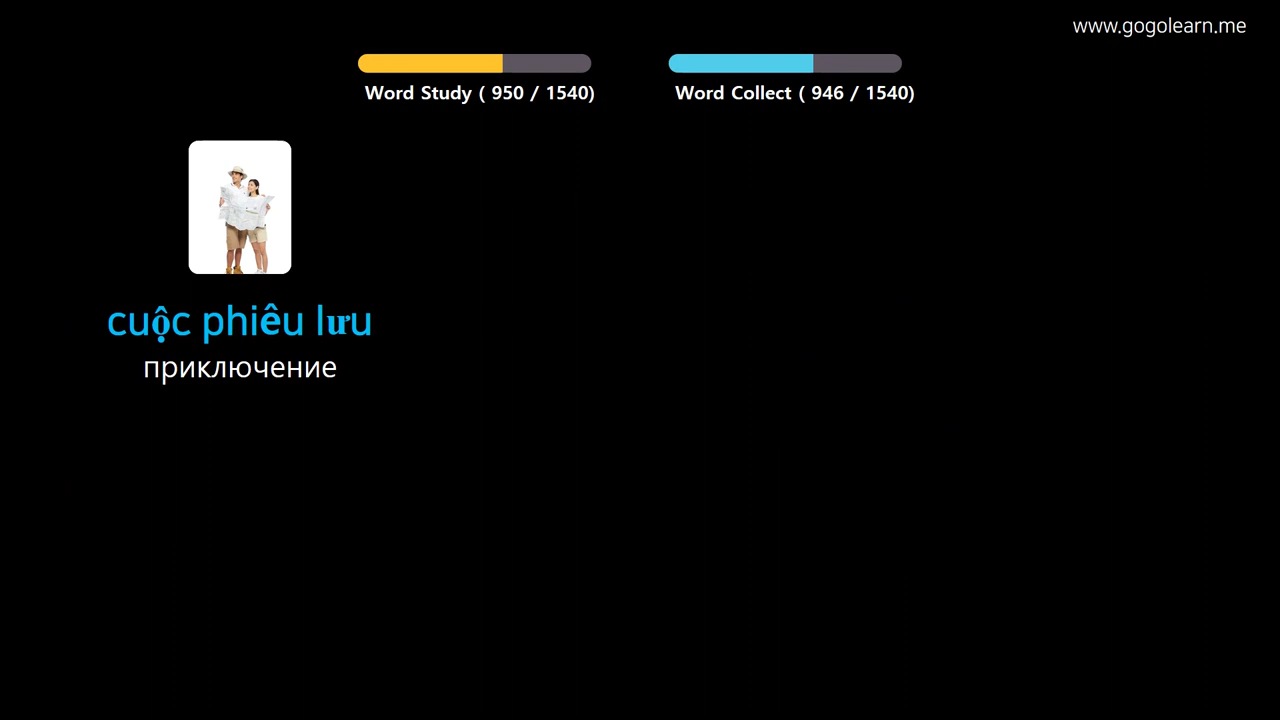 www.gogolearn.me
Word Study ( 950 / 1540)
Word Collect ( 946 / 1540)
cuộc phiêu lưu
приключение